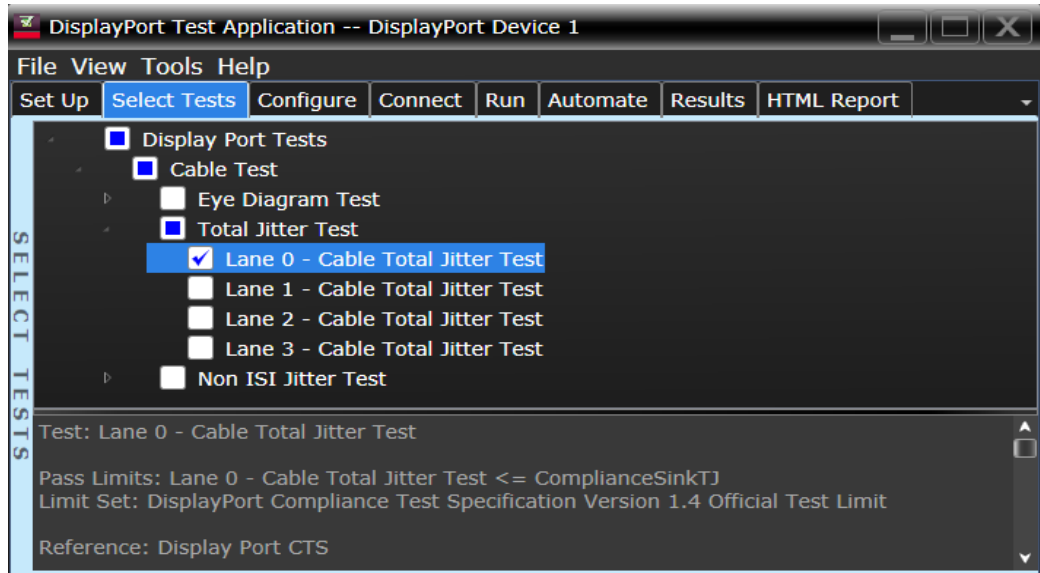 DisplayPort Test Application -- DisplayPort Device 1
File View Tools Help
Set Up Select Tests Configure Connect Run Automate Results HTML Report
SELECT TESTS
Display Port Tests
Cable Test
Eye Diagram Test
Total Jitter Test
Lane 0 - Cable Total Jitter Test
Lane 1 - Cable Total Jitter Test
Lane 2 - Cable Total Jitter Test
Lane 3 - Cable Total Jitter Test
Non ISI Jitter Test
Test: Lane 0 - Cable Total Jitter Test
Pass Limits: Lane 0 - Cable Total Jitter Test <= ComplianceSinkTJ
Limit Set: DisplayPort Compliance Test Specification Version 1.4 Official Test Limit
Reference: Display Port CTS